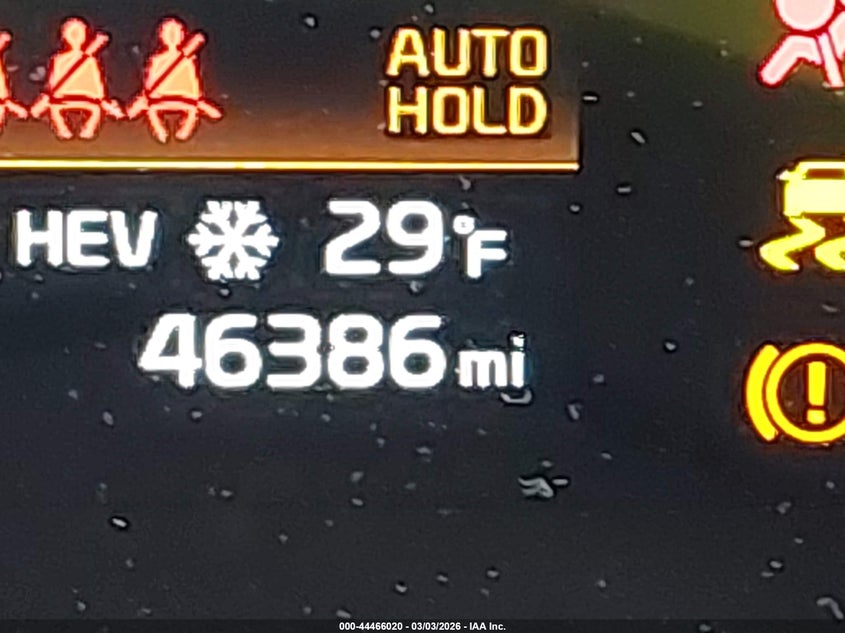 AUTO
HOLD
HEV 29°F
46386 mi
000-44466020 - 03/03/2026 - IAA Inc.